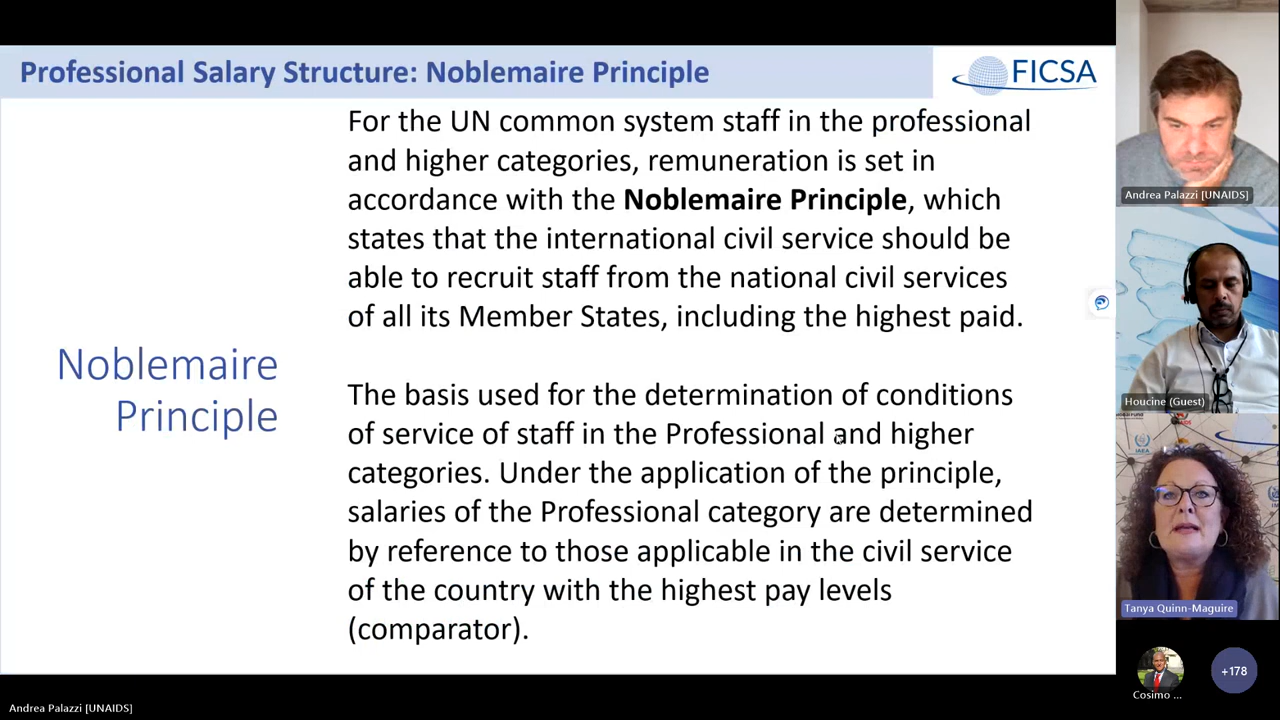 Professional Salary Structure: Noblemaire Principle
FICSA
For the UN common system staff in the professional
and higher categories, remuneration is set in
accordance with the Noblemaire Principle, which
states that the international civil service should be
able to recruit staff from the national civil services
of all its Member States, including the highest paid.
Noblemaire
Principle
The basis used for the determination of conditions
of service of staff in the Professional and higher
categories. Under the application of the principle,
salaries of the Professional category are determined
by reference to those applicable in the civil service
of the country with the highest pay levels
(comparator).
Andrea Palazzi [UNAIDS]
Houcine (Guest)
IAEA
Tanya Quinn-Maguire
Cosimo ...
+178
Andrea Palazzi [UNAIDS]